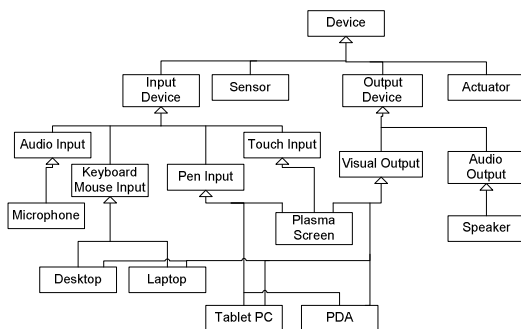 Device
Input
Device
Sensor
Output
Device
Actuator
Audio Input
Keyboard
Mouse Input
Pen Input
Touch Input
Visual Output
Audio
Output
Microphone
Plasma
Screen
Speaker
Desktop
Laptop
Tablet PC
PDA